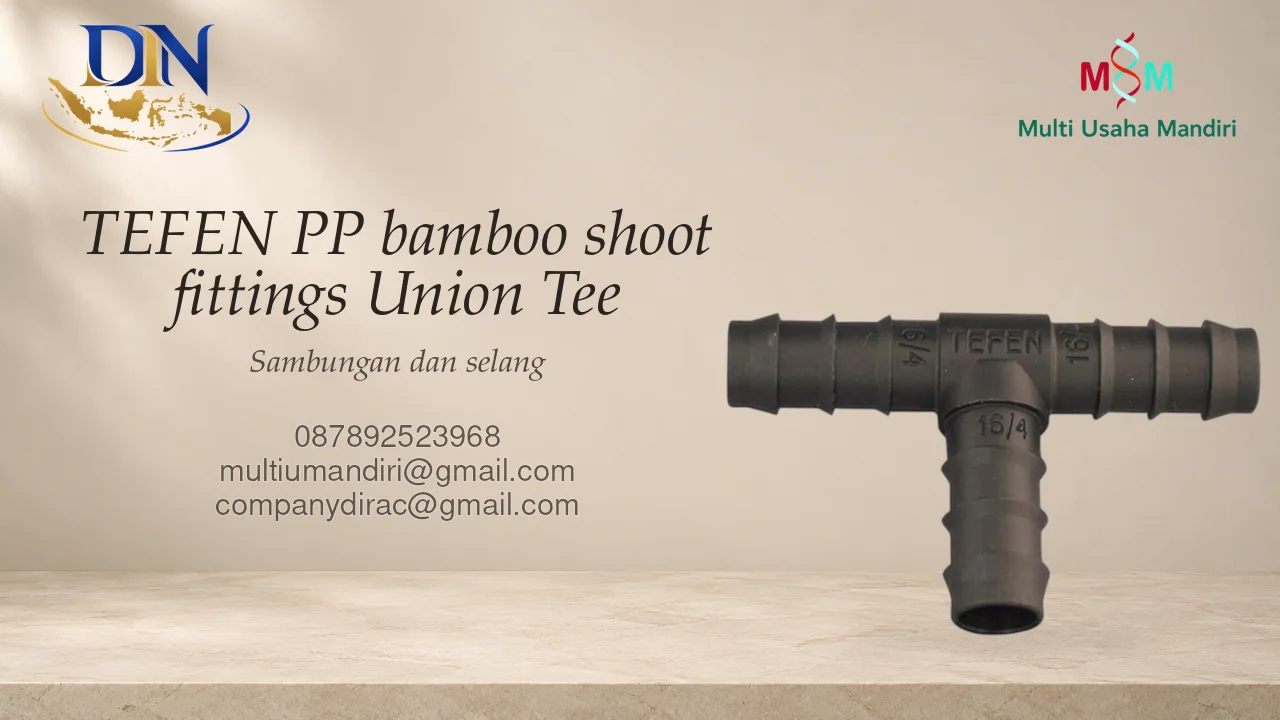 DN
M M
Multi Usaha Mandiri
TEFEN PP bamboo shoot
fittings Union Tee
Sambungan dan selang
087892523968
multiumandiri@gmail.com
companydirac@gmail.com
TEFEN
16/4